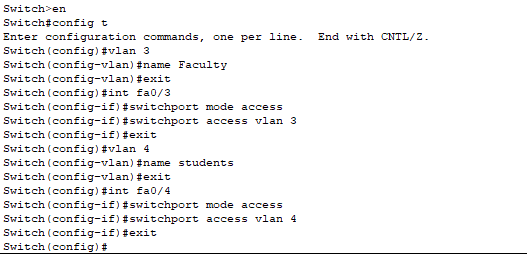 Switch>en
Switch#config t
Enter configuration commands, one per line.  End with CNTL/Z.
Switch(config)#vlan 3
Switch(config-vlan)#name Faculty
Switch(config-vlan)#exit
Switch(config)#int fa0/3
Switch(config-if)#switchport mode access
Switch(config-if)#switchport access vlan 3
Switch(config-if)#exit
Switch(config)#vlan 4
Switch(config-vlan)#name students
Switch(config-vlan)#exit
Switch(config)#int fa0/4
Switch(config-if)#switchport mode access
Switch(config-if)#switchport access vlan 4
Switch(config-if)#exit
Switch(config)#